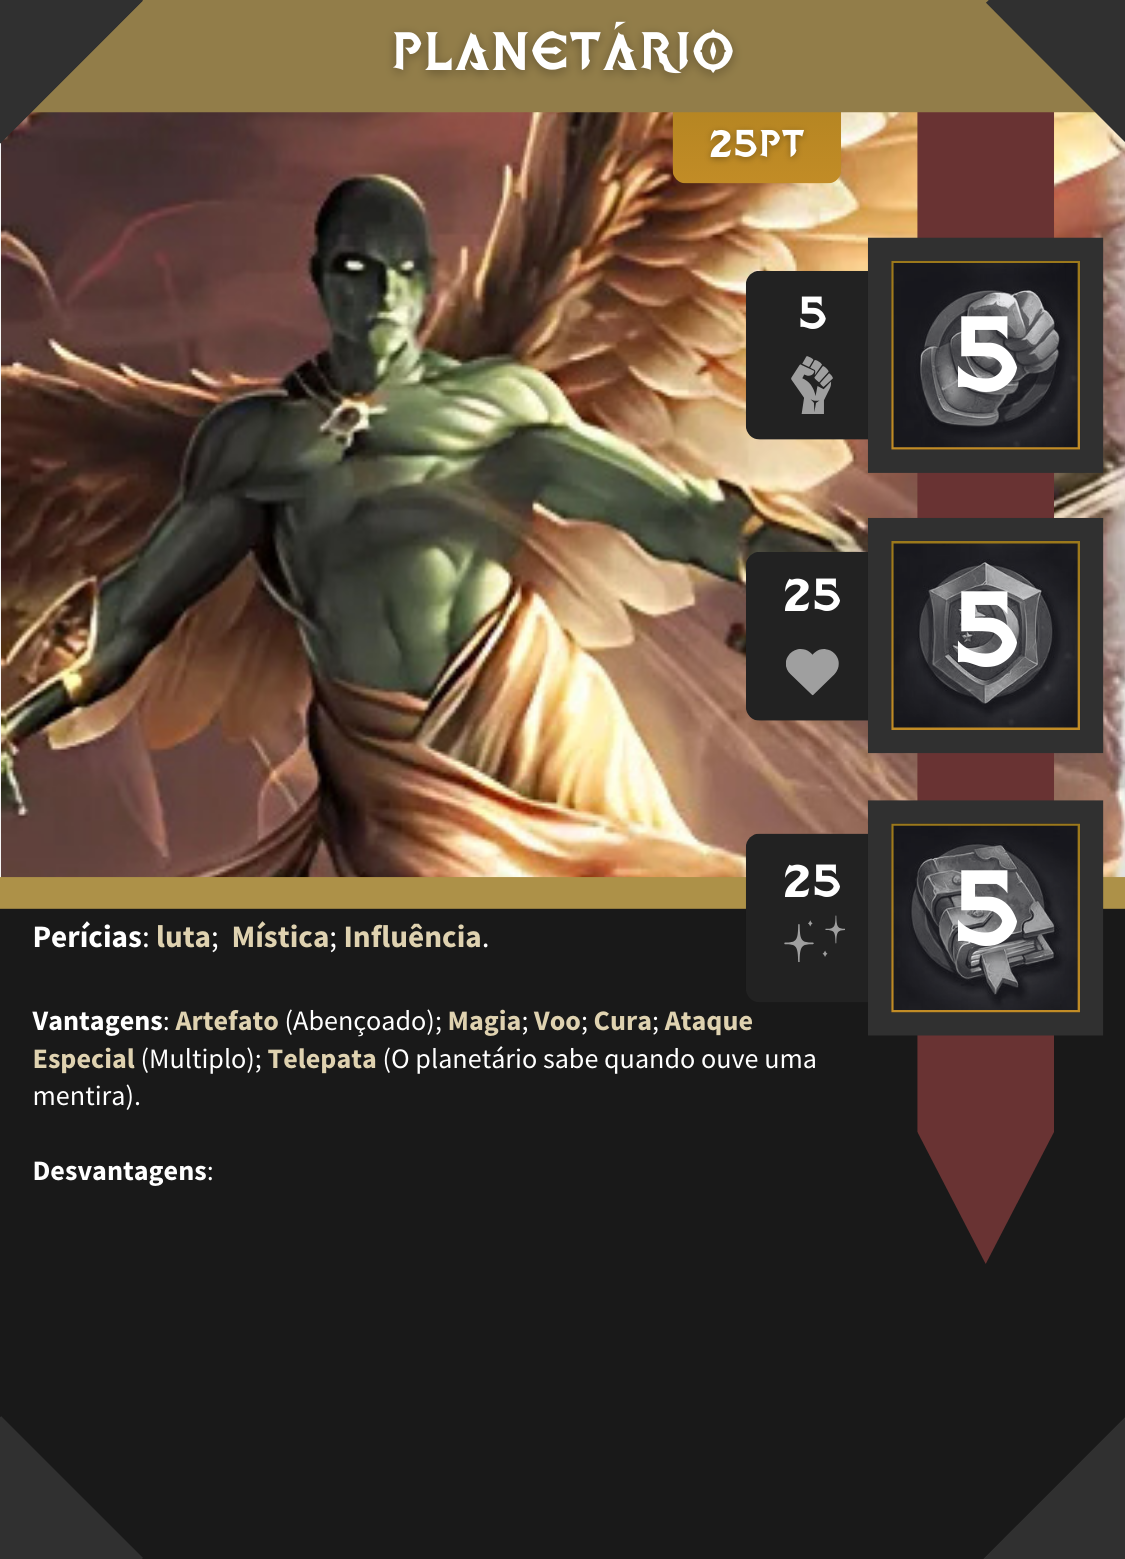 PLANETÁRIO
25PT
5
5
25
5
25
5
Perícias: luta;  Mística; Influência.
Vantagens: Artefato (Abençoado); Magia; Voo; Cura; Ataque
Especial (Multiplo); Telepata (O planetário sabe quando ouve uma
mentira).
Desvantagens: